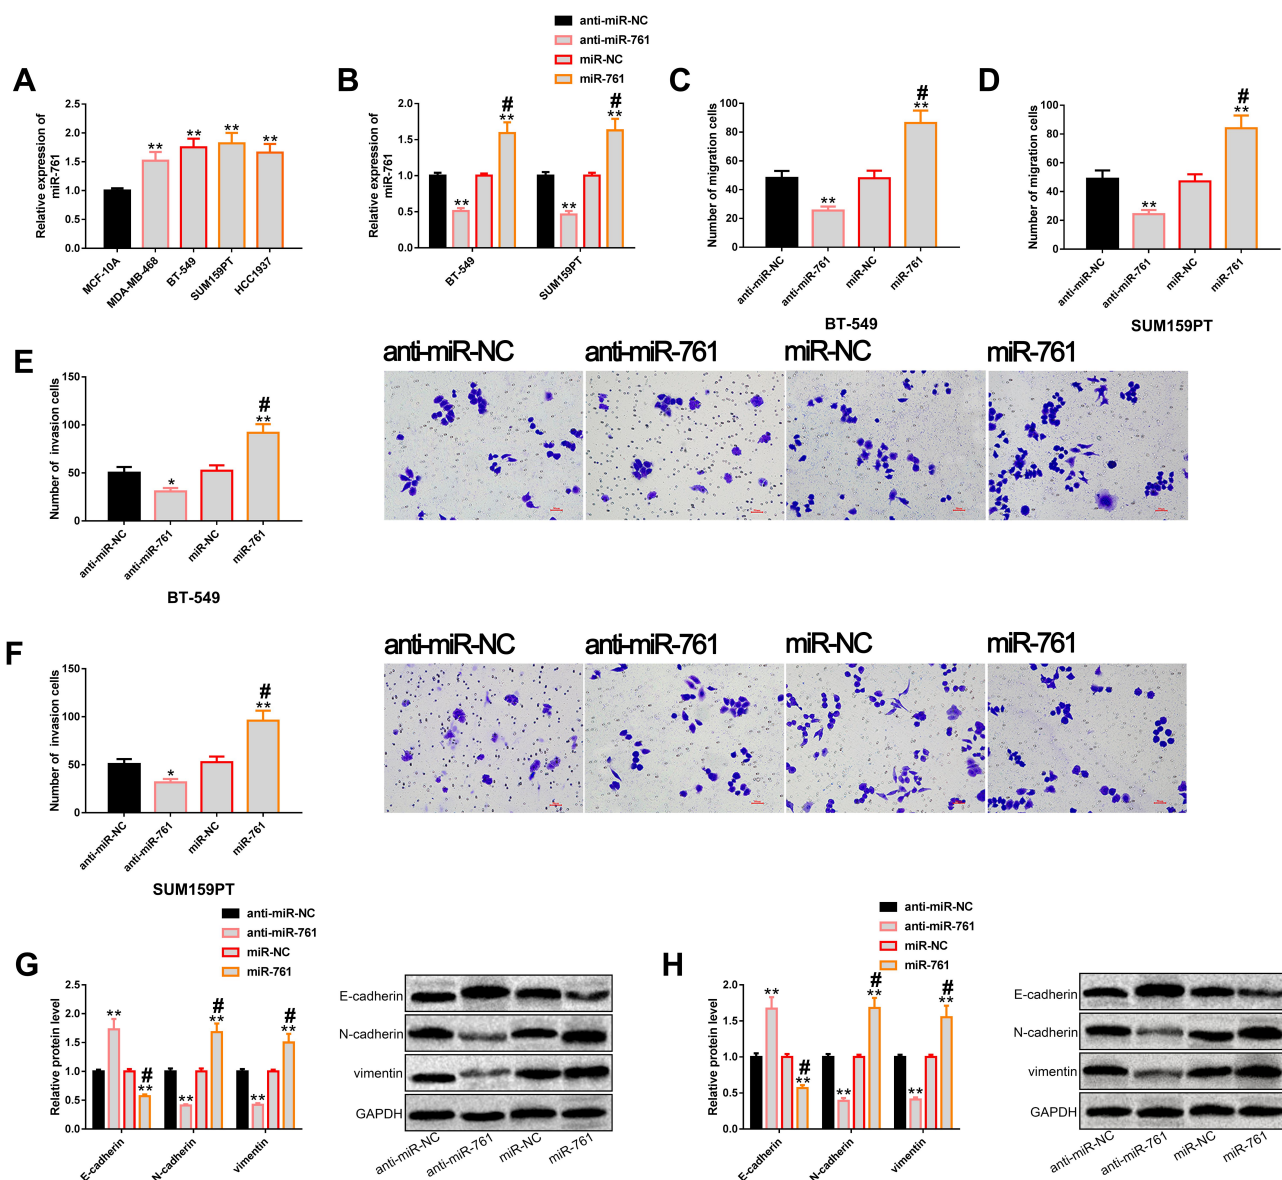 anti-miR-NC
anti-miR-761
miR-NC
miR-761
A
Relative expression of
miR-761
2.5
2.0
1.5
1.0
0.5
0.0
**
**
**
**
MCF-10A
MDA-MB-468
BT-549
SUM159PT
HCC1937
B
Relative expression of
miR-761
2.0
1.5
1.0
0.5
0.0
**
#
**
**
#
**
BT-549
SUM159PT
C
Number of migration cells
100
80
60
40
20
0
**
#
**
anti-miR-NC
anti-miR-761
miR-NC
miR-761
BT-549
D
Number of migration cells
100
80
60
40
20
0
**
#
**
anti-miR-NC
anti-miR-761
miR-NC
miR-761
SUM159PT
E
Number of invasion cells
150
100
50
0
*
#
**
anti-miR-NC
anti-miR-761
miR-NC
miR-761
BT-549
anti-miR-NC
anti-miR-761
miR-NC
miR-761
F
Number of invasion cells
150
100
50
0
*
#
**
anti-miR-NC
anti-miR-761
miR-NC
miR-761
SUM159PT
anti-miR-NC
anti-miR-761
miR-NC
miR-761
G
anti-miR-NC
anti-miR-761
miR-NC
miR-761
Relative protein level
2.5
2.0
1.5
1.0
0.5
0.0
**
#
**
**
#
**
**
#
**
E-cadherin
N-cadherin
vimentin
E-cadherin
N-cadherin
vimentin
GAPDH
anti-miR-NC
anti-miR-761
miR-NC
miR-761
H
anti-miR-NC
anti-miR-761
miR-NC
miR-761
Relative protein level
2.0
1.5
1.0
0.5
0.0
**
#
**
**
#
**
**
#
**
E-cadherin
N-cadherin
vimentin
E-cadherin
N-cadherin
vimentin
GAPDH
anti-miR-NC
anti-miR-761
miR-NC
miR-761